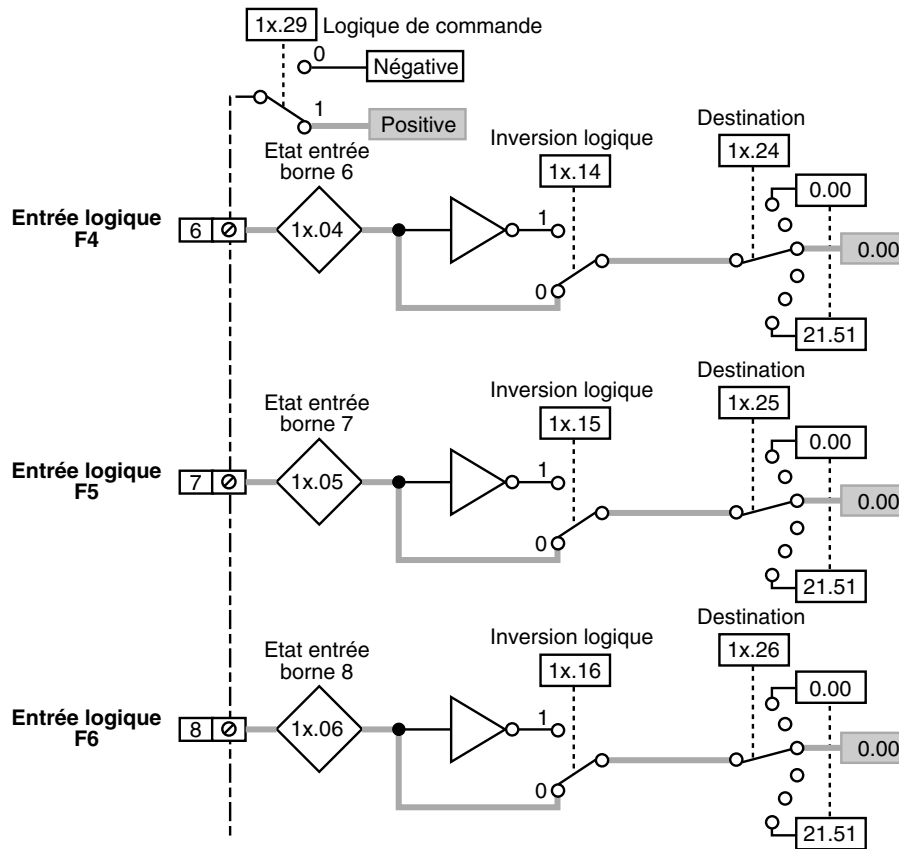 1x.29 Logique de commande
0
Négative
1
Positive
Etat entrée
borne 6
Inversion logique
Destination
1x.14
1x.24
Entrée logique
F4
6
1x.04
1
0
0.00
0.00
21.51
Etat entrée
borne 7
Inversion logique
Destination
1x.15
1x.25
Entrée logique
F5
7
1x.05
1
0
0.00
0.00
21.51
Etat entrée
borne 8
Inversion logique
Destination
1x.16
1x.26
Entrée logique
F6
8
1x.06
1
0
0.00
0.00
21.51